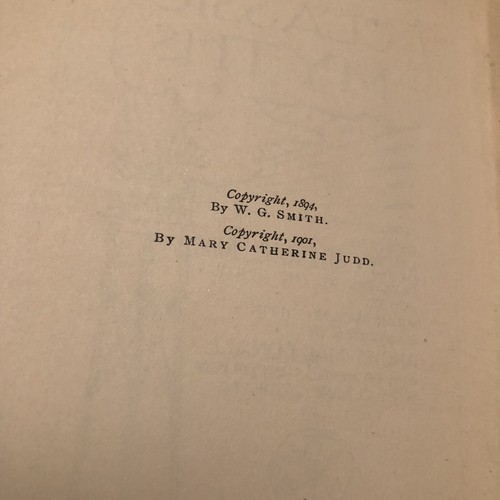 Copyright, 1894,
By W. G. Smith.
Copyright, 1901,
By Mary Catherine Judd.